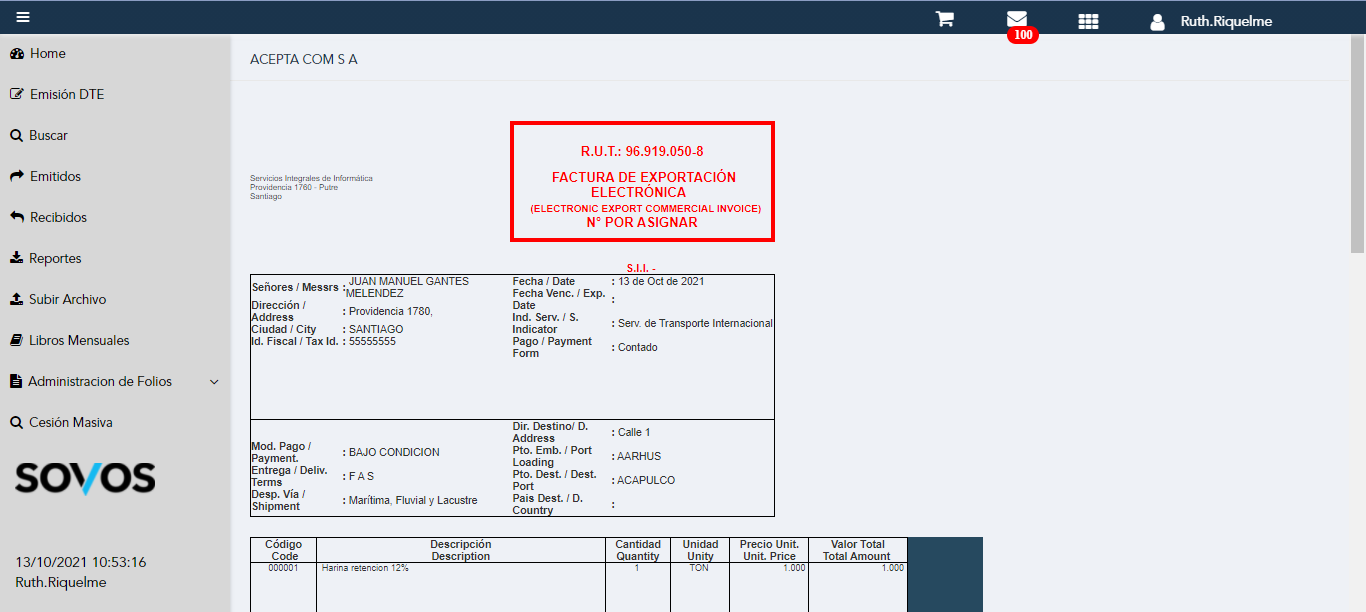 Ruth.Riquelme
100
Home
Emisión DTE
Buscar
Emitidos
Recibidos
Reportes
Subir Archivo
Libros Mensuales
Administracion de Folios
Cesión Masiva
SOVOS
13/10/2021 10:53:16
Ruth.Riquelme
ACEPTA COM S A
Servicios Integrales de Informática
Providencia 1760 - Putre
Santiago
R.U.T.: 96.919.050-8
FACTURA DE EXPORTACIÓN
ELECTRÓNICA
(ELECTRONIC EXPORT COMMERCIAL INVOICE)
N° POR ASIGNAR
S.I.I. -
Señores / Messrs : JUAN MANUEL GANTES
MELENDEZ
Dirección /
Address : Providencia 1780,
Ciudad / City : SANTIAGO
Id. Fiscal / Tax Id. : 55555555
Fecha / Date : 13 de Oct de 2021
Fecha Venc. / Exp.
Date :
Ind. Serv. / S.
Indicator : Serv. de Transporte Internacional
Pago / Payment
Form : Contado
Mod. Pago /
Payment. : BAJO CONDICION
Entrega / Deliv.
Terms : F A S
Desp. Vía /
Shipment : Marítima, Fluvial y Lacustre
Dir. Destino/ D.
Address : Calle 1
Pto. Emb. / Port
Loading : AARHUS
Pto. Dest. / Dest.
Port : ACAPULCO
Pais Dest. / D.
Country :
Código Descripción Cantidad Unidad Precio Unit. Valor Total
Code Description Quantity Unity Unit. Price Total Amount
000001 Harina retencion 12% 1 TON 1.000 1.000